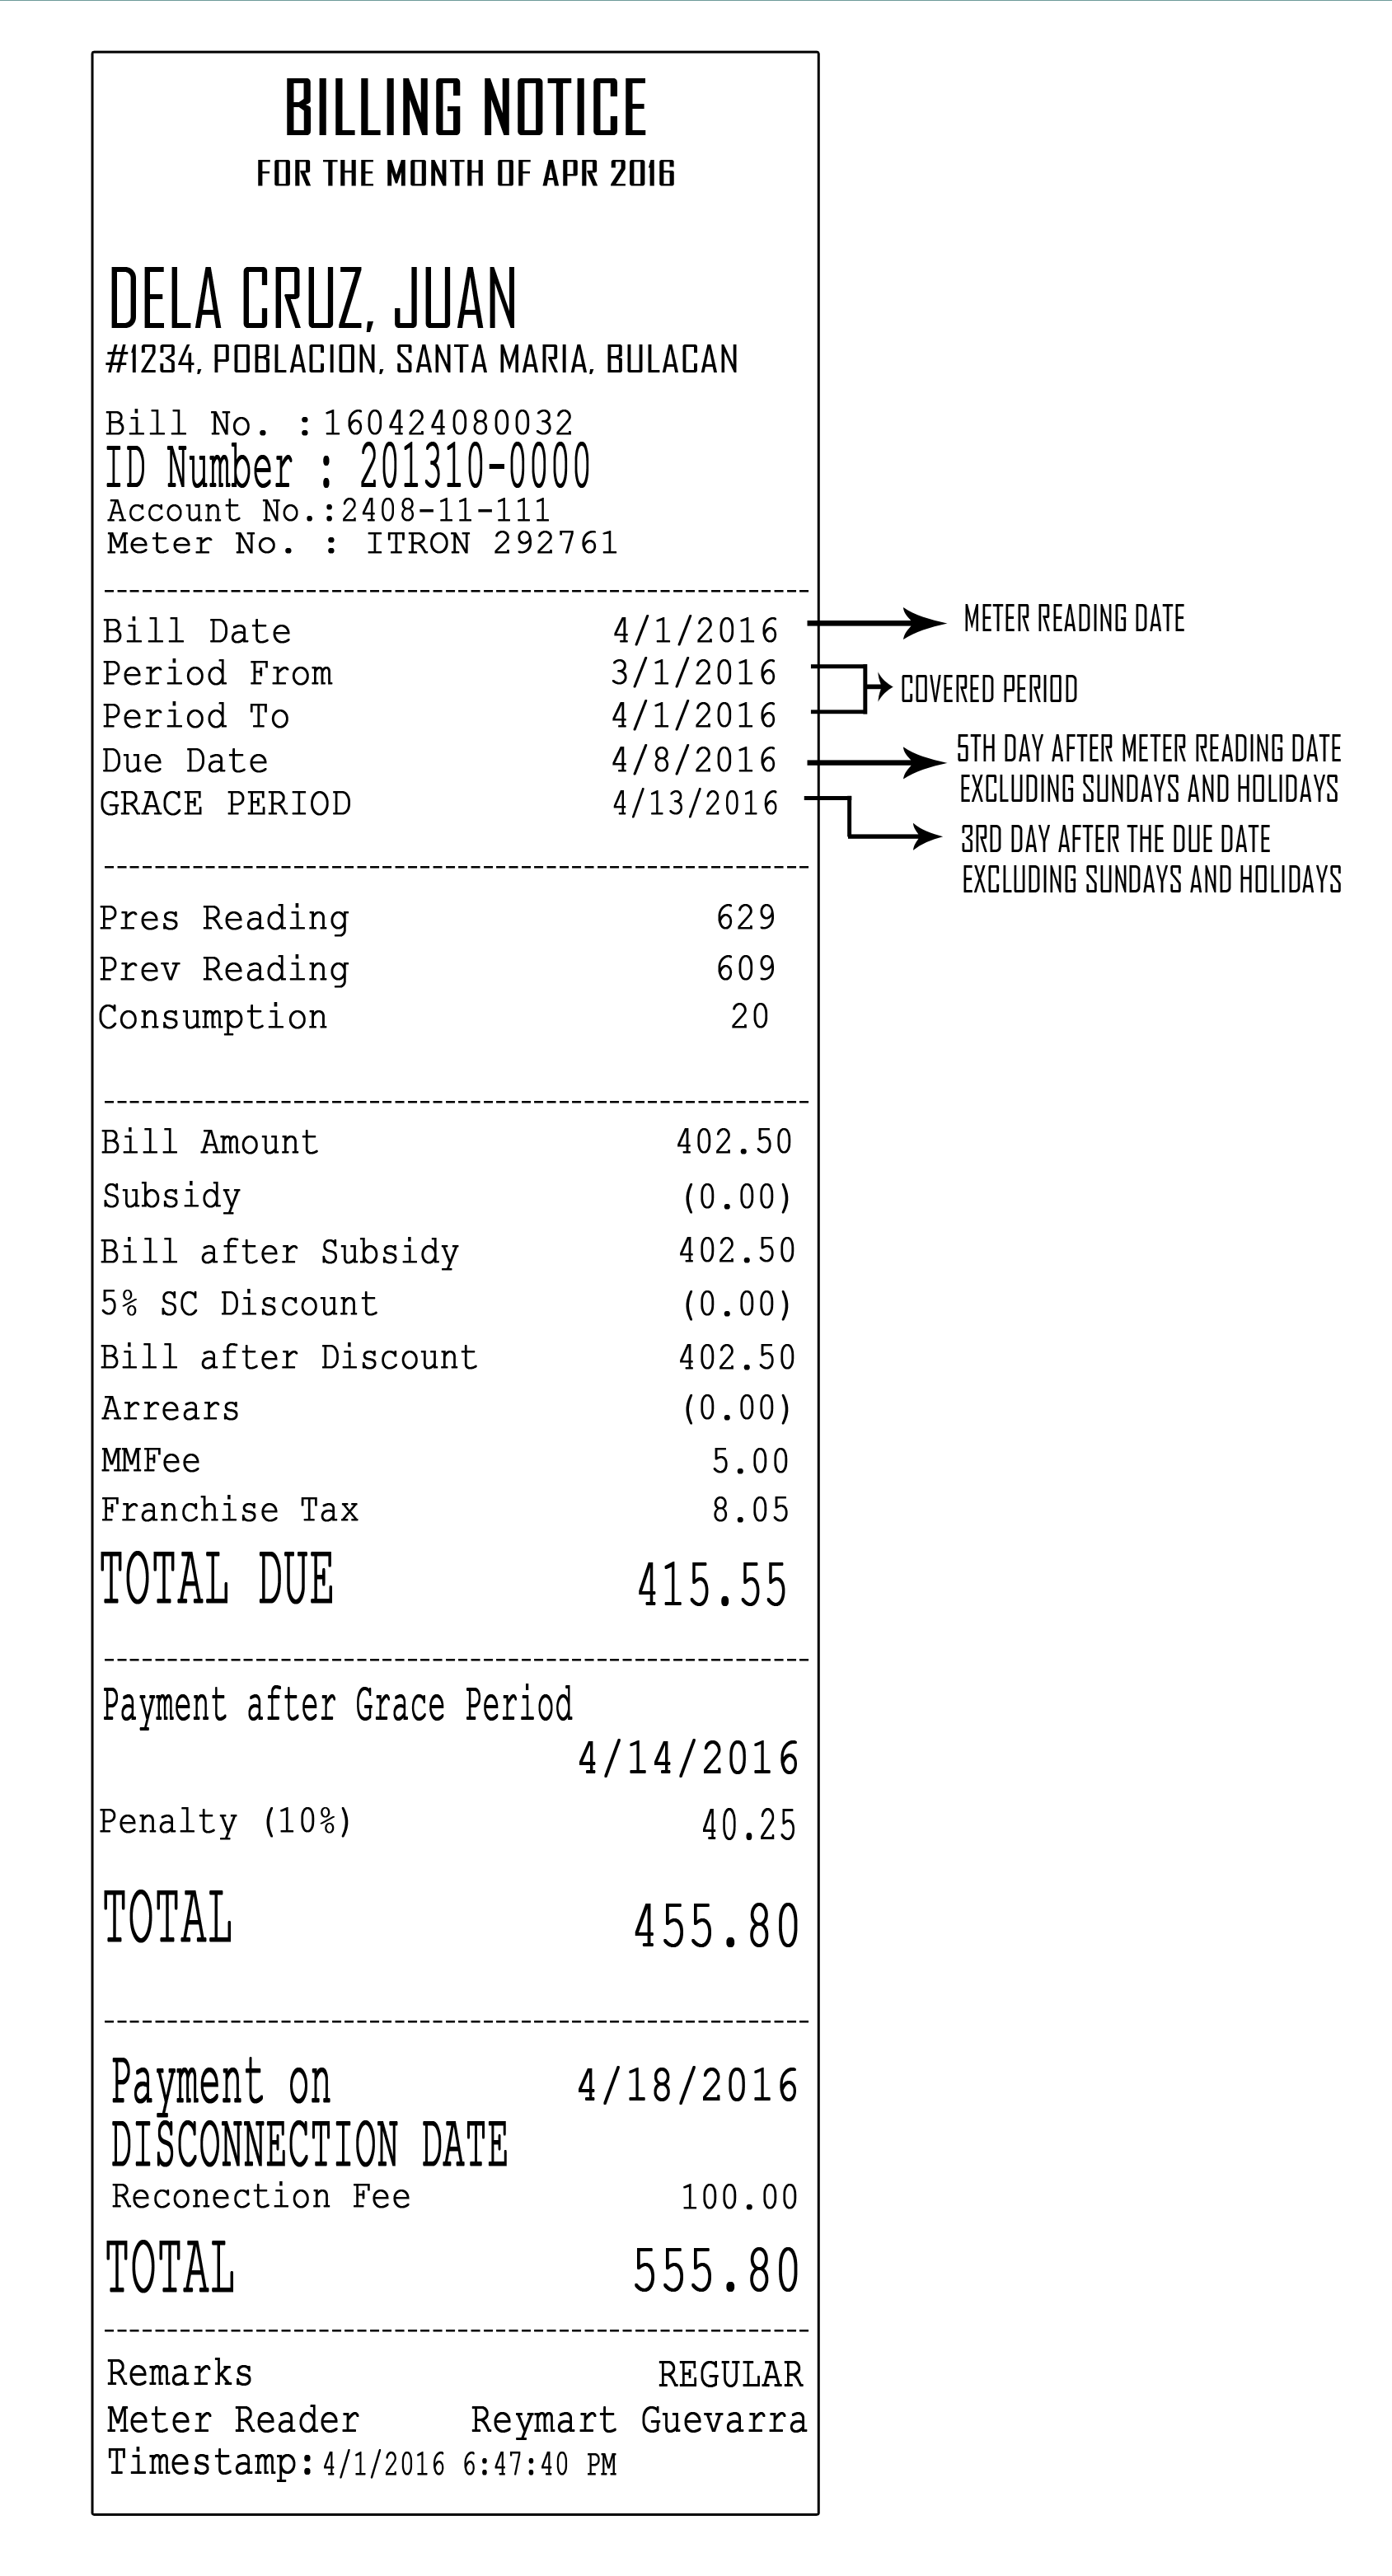 BILLING NOTICE
FOR THE MONTH OF APR 2016
DELA CRUZ, JUAN
#1234, POBLACION, SANTA MARIA, BULACAN
Bill No. :160424080032
ID Number : 201310-0000
Account No.:2408-11-111
Meter No. : ITRON 292761
Bill Date 4/1/2016
METER READING DATE
Period From 3/1/2016
COVERED PERIOD
Period To 4/1/2016
Due Date 4/8/2016
5TH DAY AFTER METER READING DATE
EXCLUDING SUNDAYS AND HOLIDAYS
GRACE PERIOD 4/13/2016
3RD DAY AFTER THE DUE DATE
EXCLUDING SUNDAYS AND HOLIDAYS
Pres Reading 629
Prev Reading 609
Consumption 20
Bill Amount 402.50
Subsidy (0.00)
Bill after Subsidy 402.50
5% SC Discount (0.00)
Bill after Discount 402.50
Arrears (0.00)
MMFee 5.00
Franchise Tax 8.05
TOTAL DUE 415.55
Payment after Grace Period
4/14/2016
Penalty (10%) 40.25
TOTAL 455.80
Payment on 4/18/2016
DISCONNECTION DATE
Reconection Fee 100.00
TOTAL 555.80
Remarks REGULAR
Meter Reader Reymart Guevarra
Timestamp:4/1/2016 6:47:40 PM